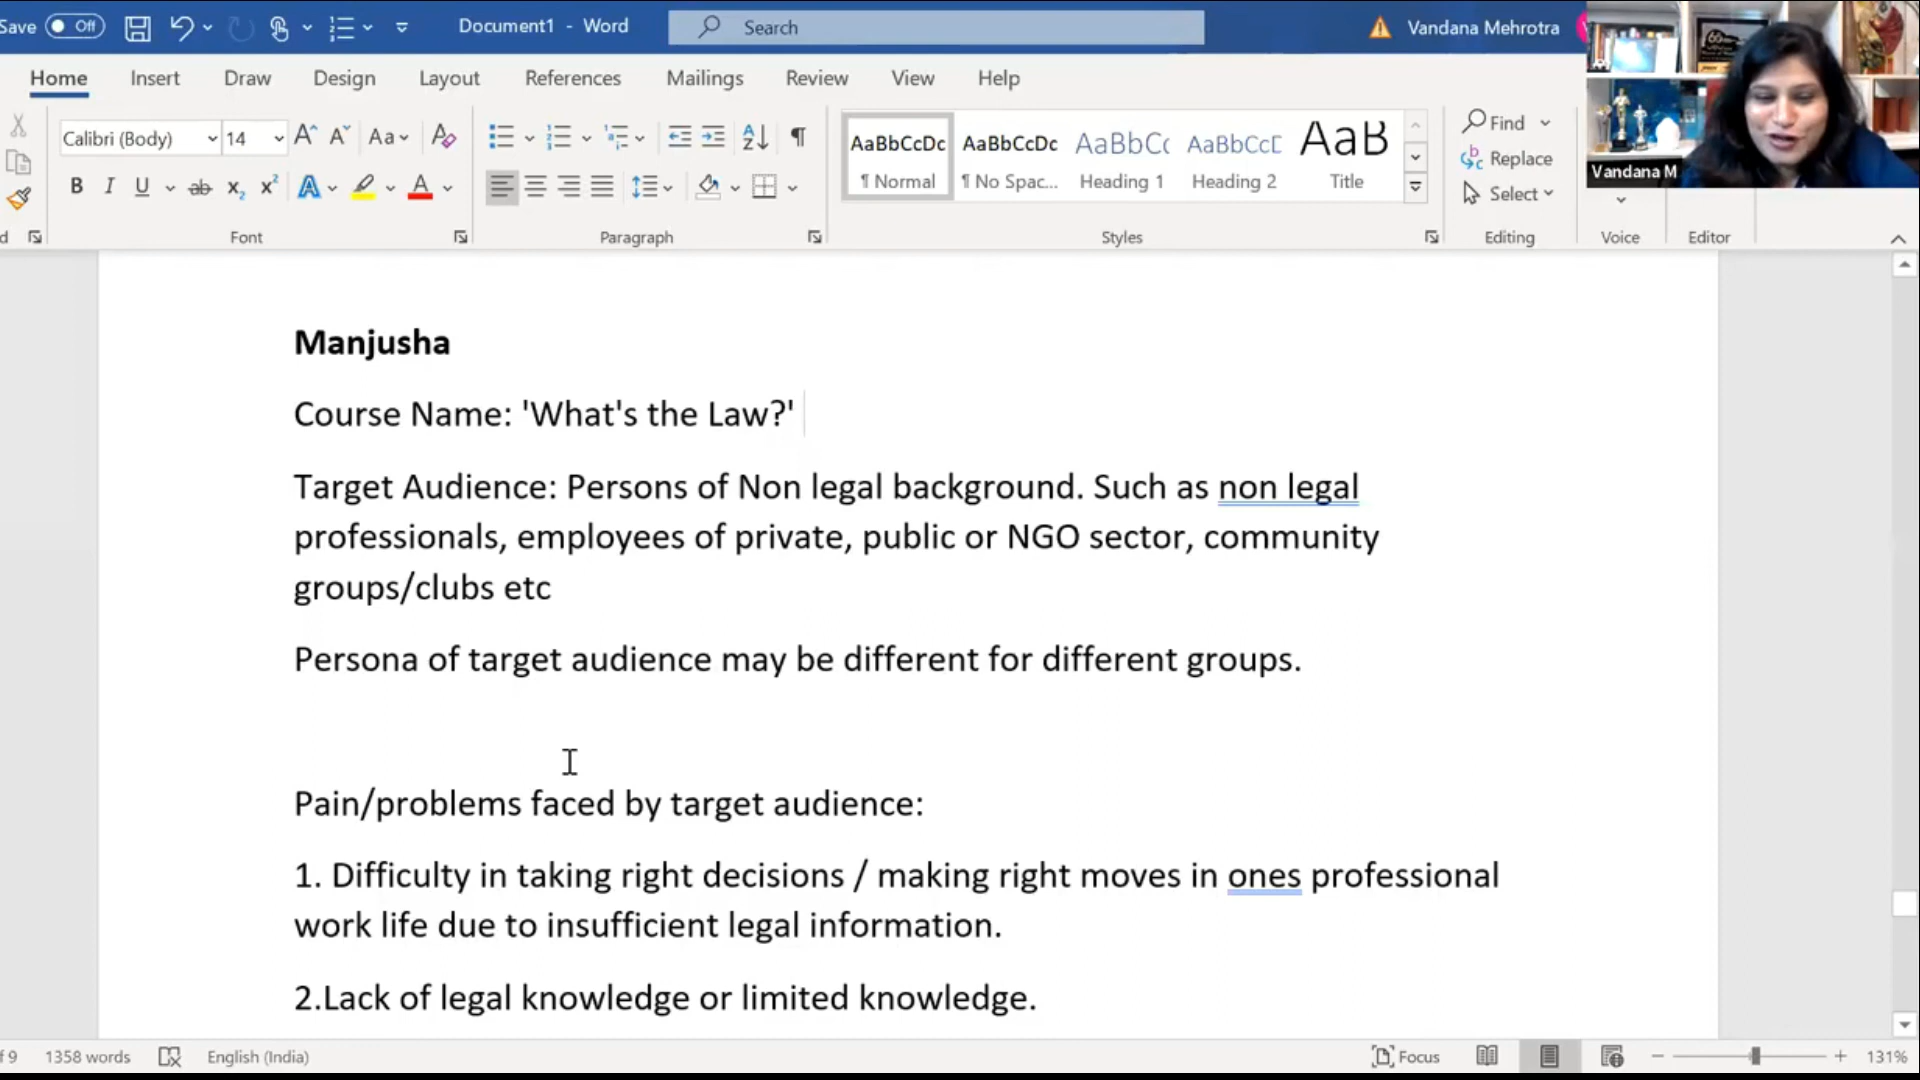 Save Off Document1 - Word Search Vandana Mehrotra
Home Insert Draw Design Layout References Mailings Review View Help
Calibri (Body) 14 A A Aa A AaBbCcDc AaBbCcDc AaBbCc AaBbCcD AaB Find
¶ Normal ¶ No Spac... Heading 1 Heading 2 Title Replace
B I U ab x₂ x² A A Select
Vandana M
Font Paragraph Styles Editing Voice Editor
Manjusha
Course Name: 'What's the Law?'
Target Audience: Persons of Non legal background. Such as non legal
professionals, employees of private, public or NGO sector, community
groups/clubs etc
Persona of target audience may be different for different groups.
Pain/problems faced by target audience:
1. Difficulty in taking right decisions / making right moves in ones professional
work life due to insufficient legal information.
2.Lack of legal knowledge or limited knowledge.
f 9 1358 words English (India) Focus 131%